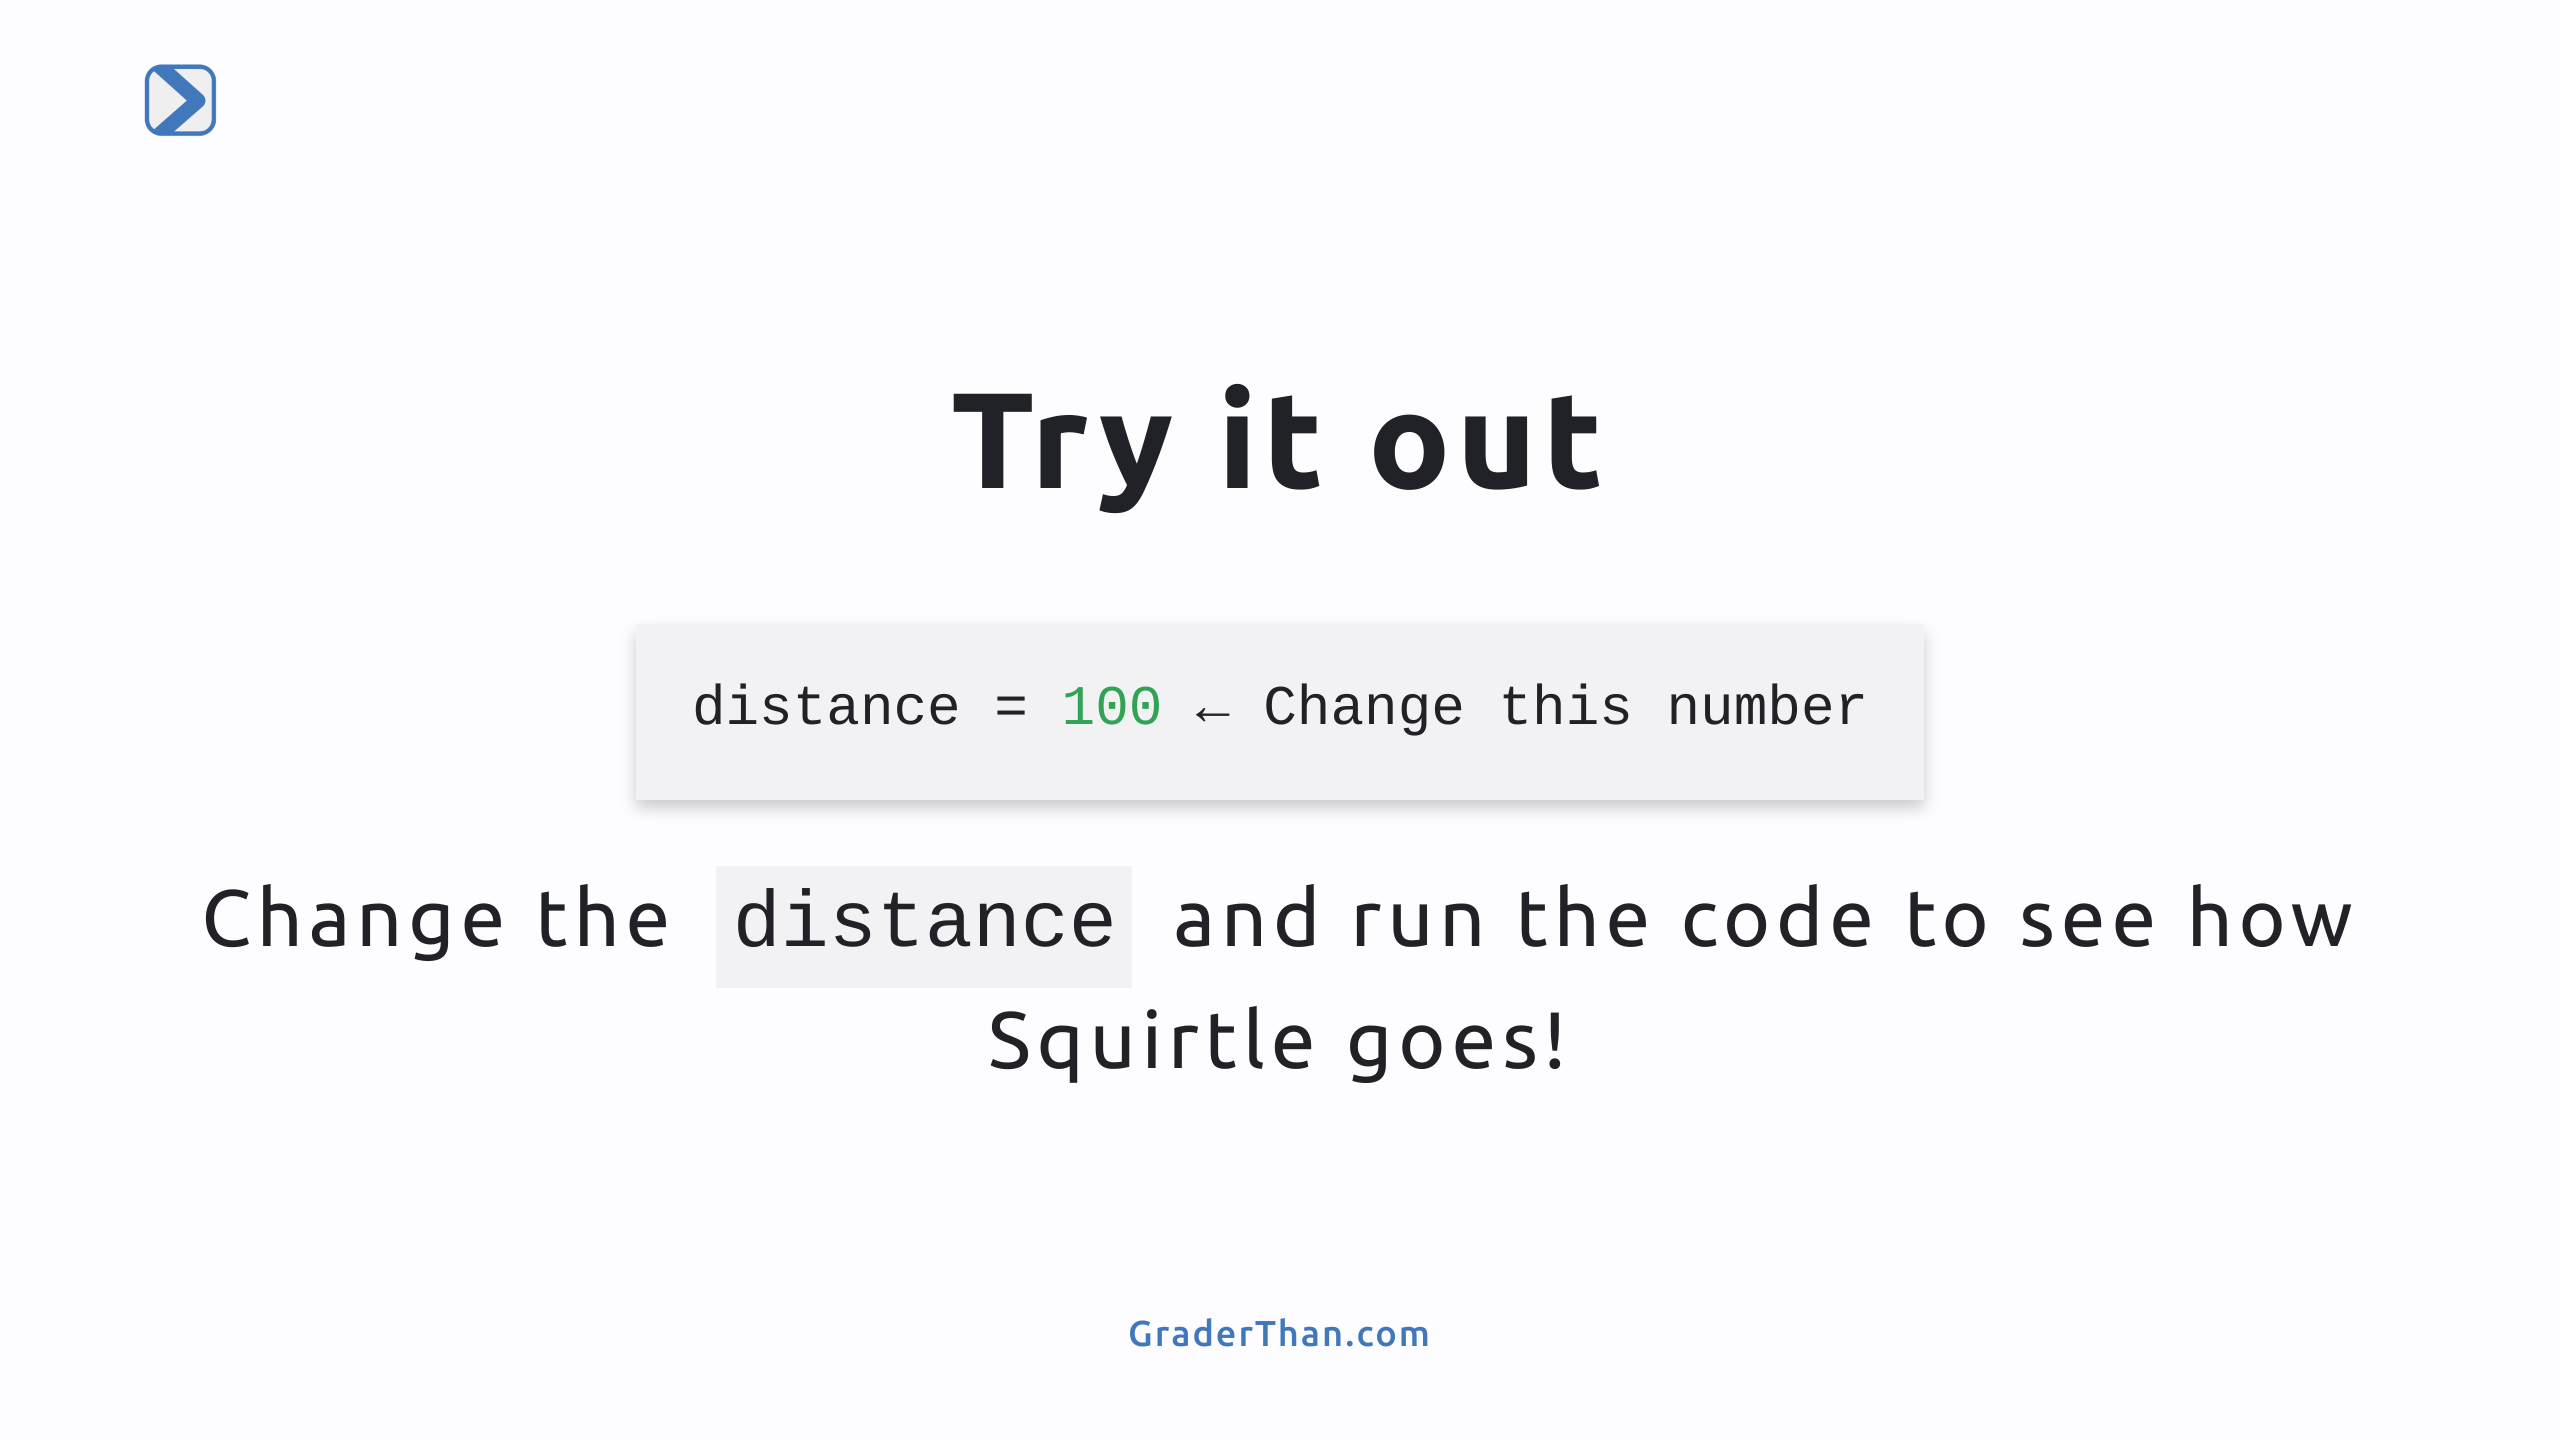 Try it out
distance = 100 ← Change this number
Change the distance and run the code to see how
Squirtle goes!
GraderThan.com